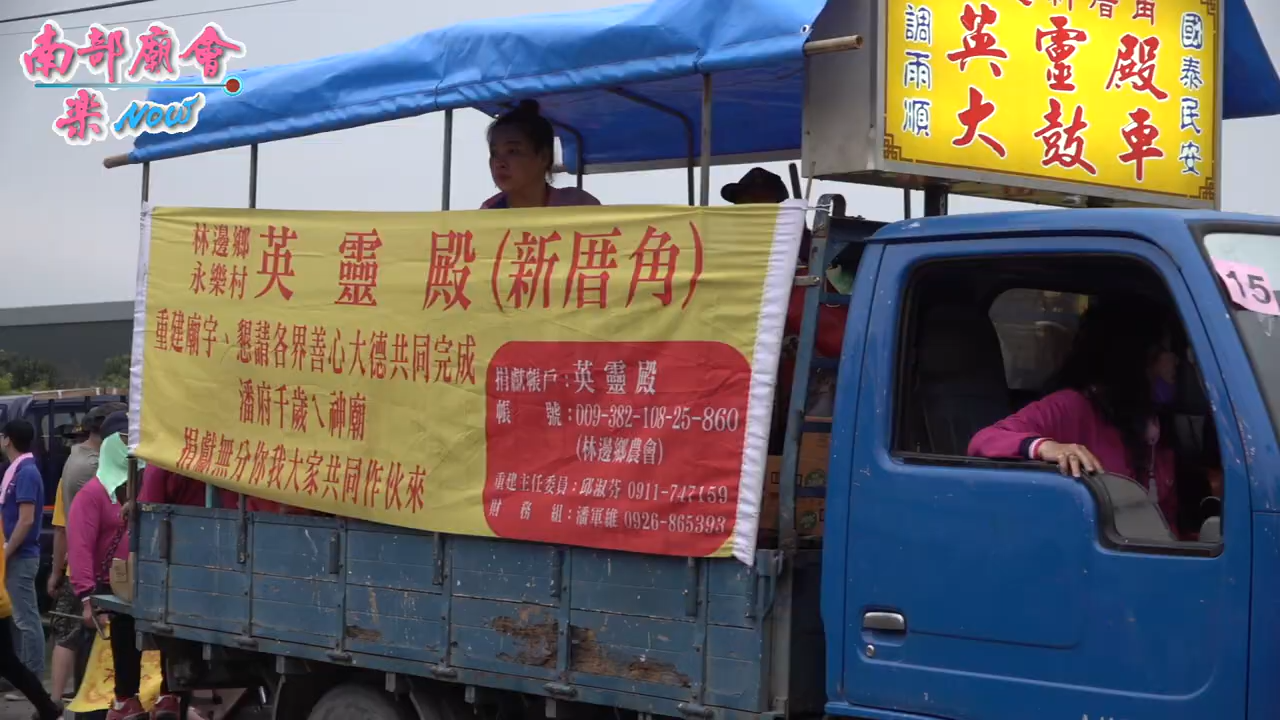 南部廟會
來 NOW
新厝角
英靈殿
大鼓車
調雨順
國泰民安
15
林邊鄉
永樂村
英靈殿(新厝角)
重建廟宇、懇請各界善心大德共同完成
潘府千歲ㄟ神廟
捐獻無分你我大家共同作伙來
捐獻帳戶:英靈殿
帳 號:009-382-108-25-860
(林邊鄉農會)
重建主任委員:邱淑芬 0911-747159
財務組:潘軍維 0926-865393